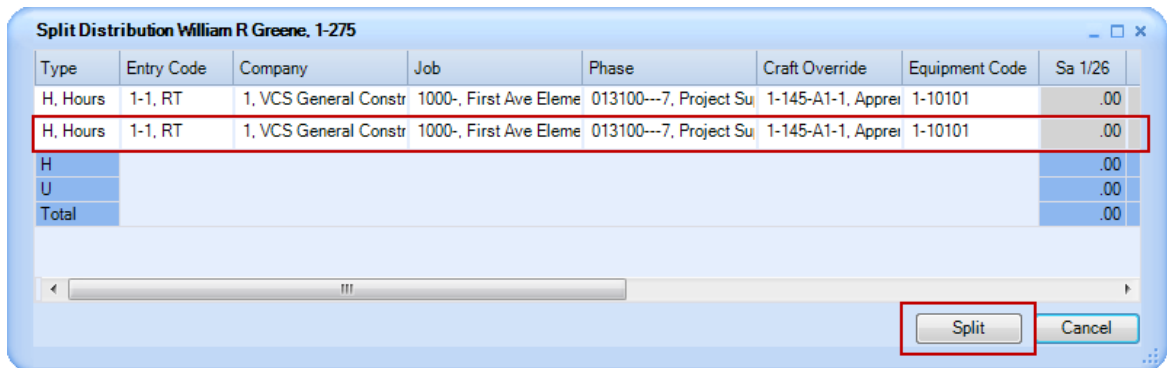 Split Distribution William R Greene, 1-275
Type Entry Code Company Job Phase Craft Override Equipment Code Sa 1/26
H, Hours 1-1, RT 1, VCS General Constr 1000-, First Ave Eleme 013100---7, Project Su 1-145-A1-1, Apprer 1-10101 .00
H, Hours 1-1, RT 1, VCS General Constr 1000-, First Ave Eleme 013100---7, Project Su 1-145-A1-1, Apprer 1-10101 .00
H .00
U .00
Total .00
Split Cancel